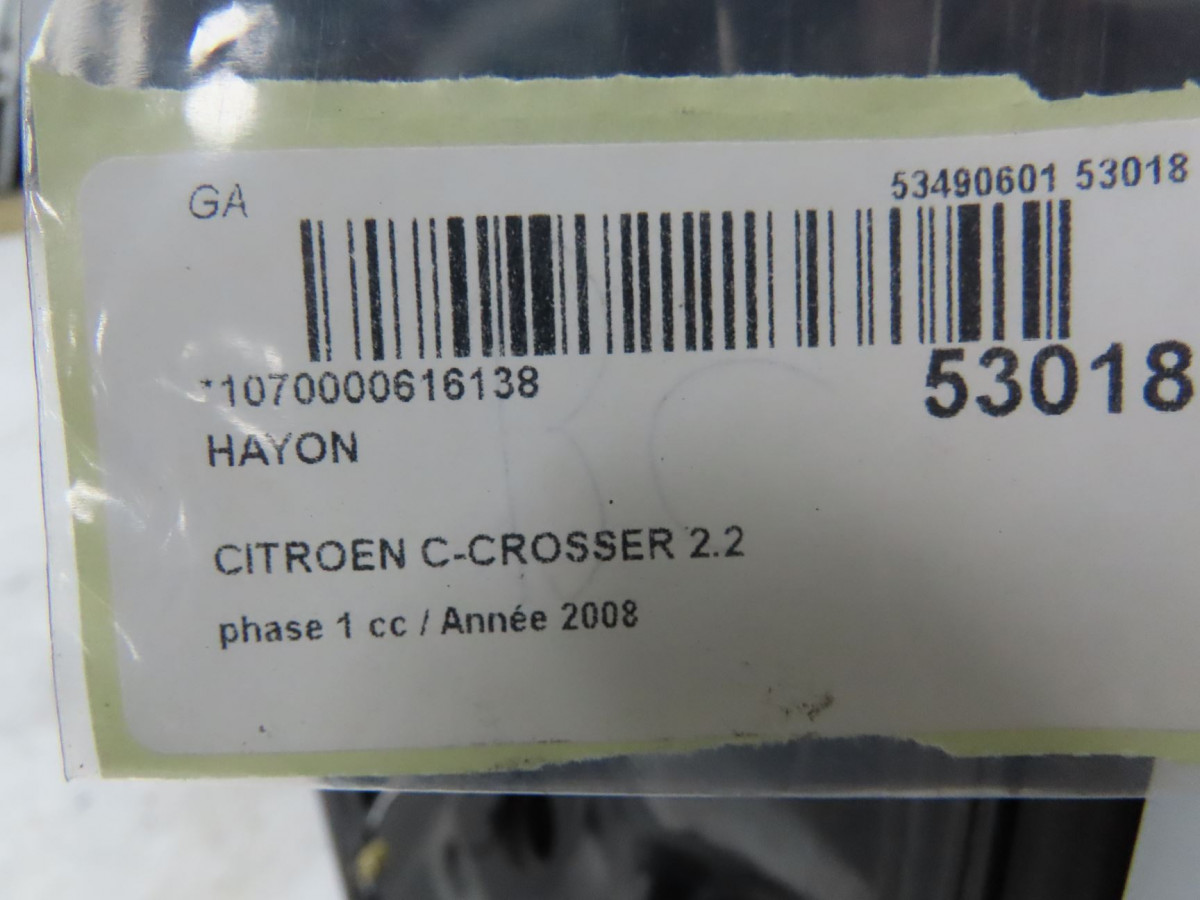 GA
53490601 53018
*1070000616138
53018
HAYON
CITROEN C-CROSSER 2.2
phase 1 cc / Année 2008